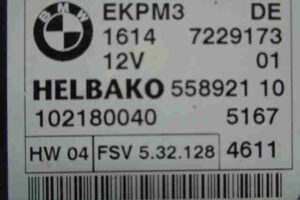 BMW
EKPM3 DE
1614 7229173
12V 01
HELBAKO 558921 10
102180040 5167
HW 04 FSV 5.32.128 4611